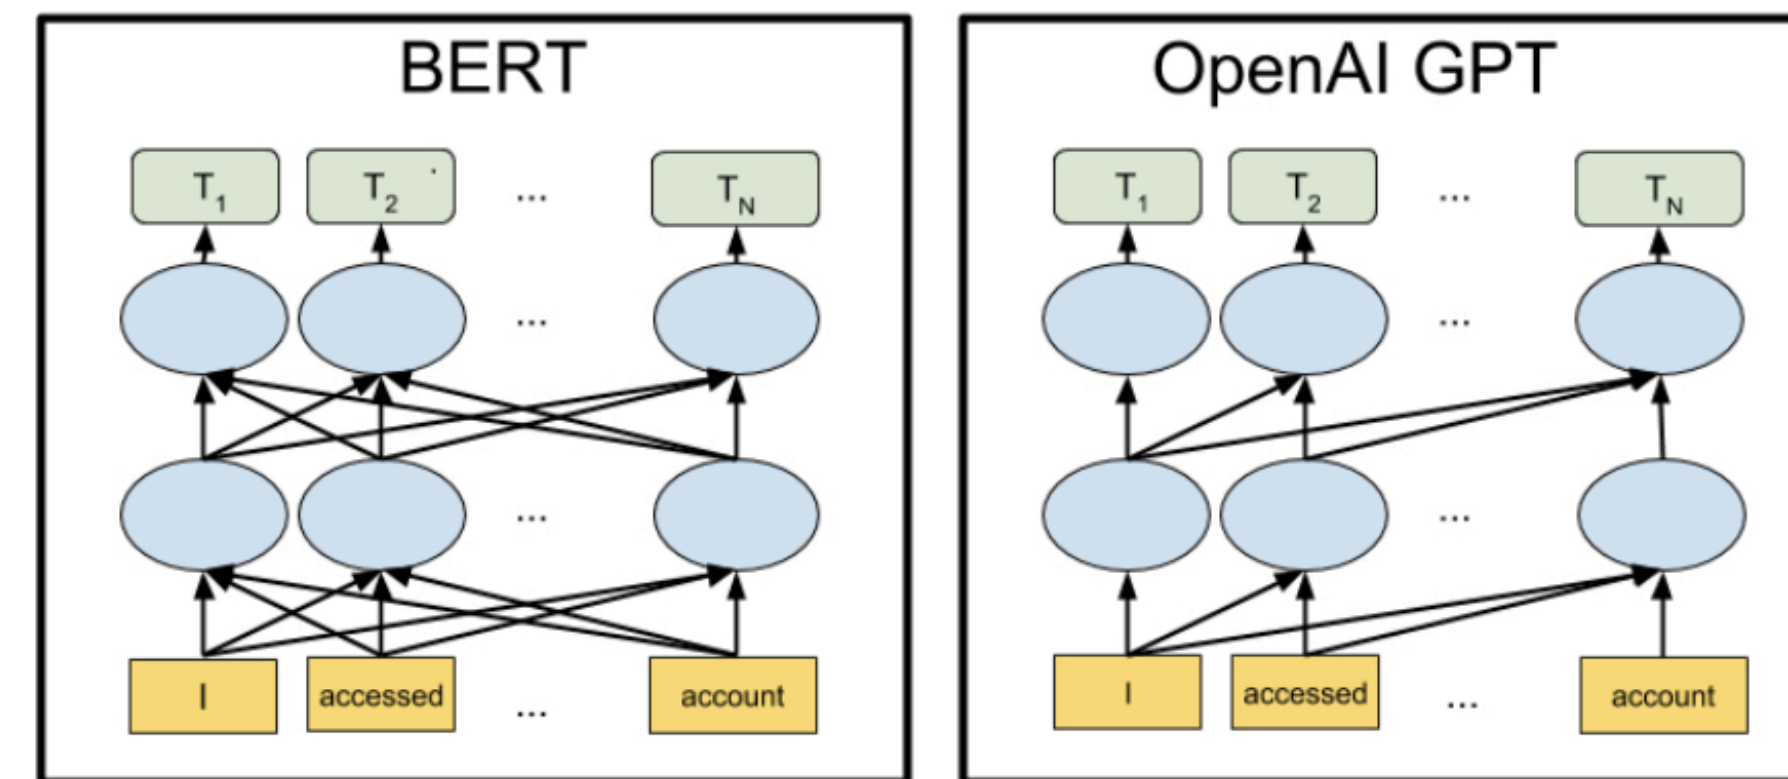 BERT
T1 T2 ... TN
...
...
I accessed ... account
OpenAI GPT
T1 T2 ... TN
...
...
I accessed ... account